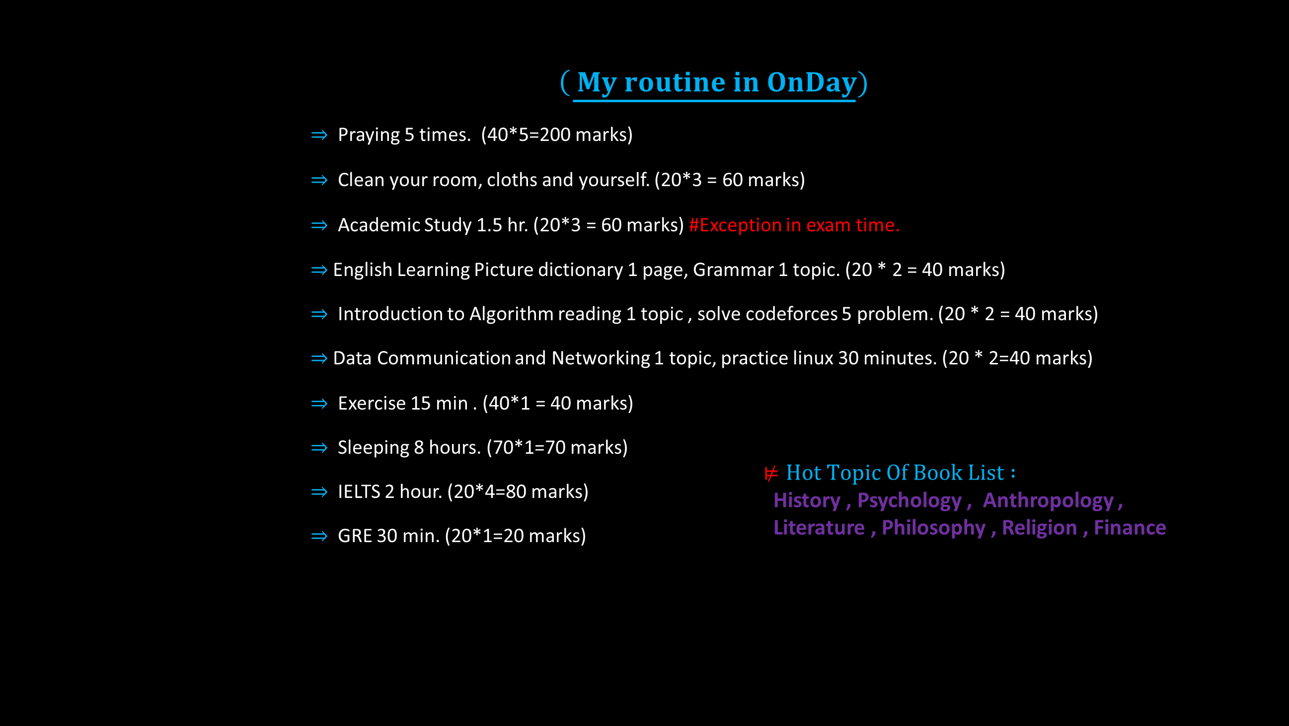 ( My routine in OnDay)
⇒ Praying 5 times. (40*5=200 marks)
⇒ Clean your room, cloths and yourself. (20*3 = 60 marks)
⇒ Academic Study 1.5 hr. (20*3 = 60 marks) #Exception in exam time.
⇒ English Learning Picture dictionary 1 page, Grammar 1 topic. (20 * 2 = 40 marks)
⇒ Introduction to Algorithm reading 1 topic , solve codeforces 5 problem. (20 * 2 = 40 marks)
⇒ Data Communication and Networking 1 topic, practice linux 30 minutes. (20 * 2=40 marks)
⇒ Exercise 15 min . (40*1 = 40 marks)
⇒ Sleeping 8 hours. (70*1=70 marks)
⇒ IELTS 2 hour. (20*4=80 marks)
⇒ GRE 30 min. (20*1=20 marks)
⋭ Hot Topic Of Book List :
History , Psychology , Anthropology ,
Literature , Philosophy , Religion , Finance